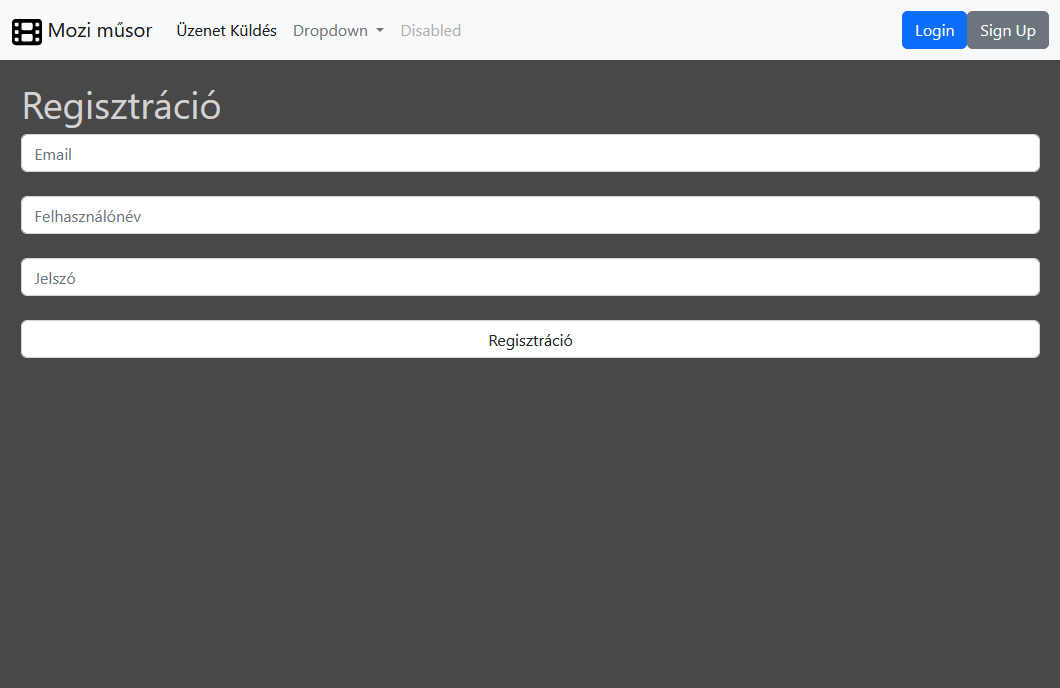 Mozi műsor Üzenet Küldés Dropdown Disabled Login Sign Up
Regisztráció
Email
Felhasználónév
Jelszó
Regisztráció